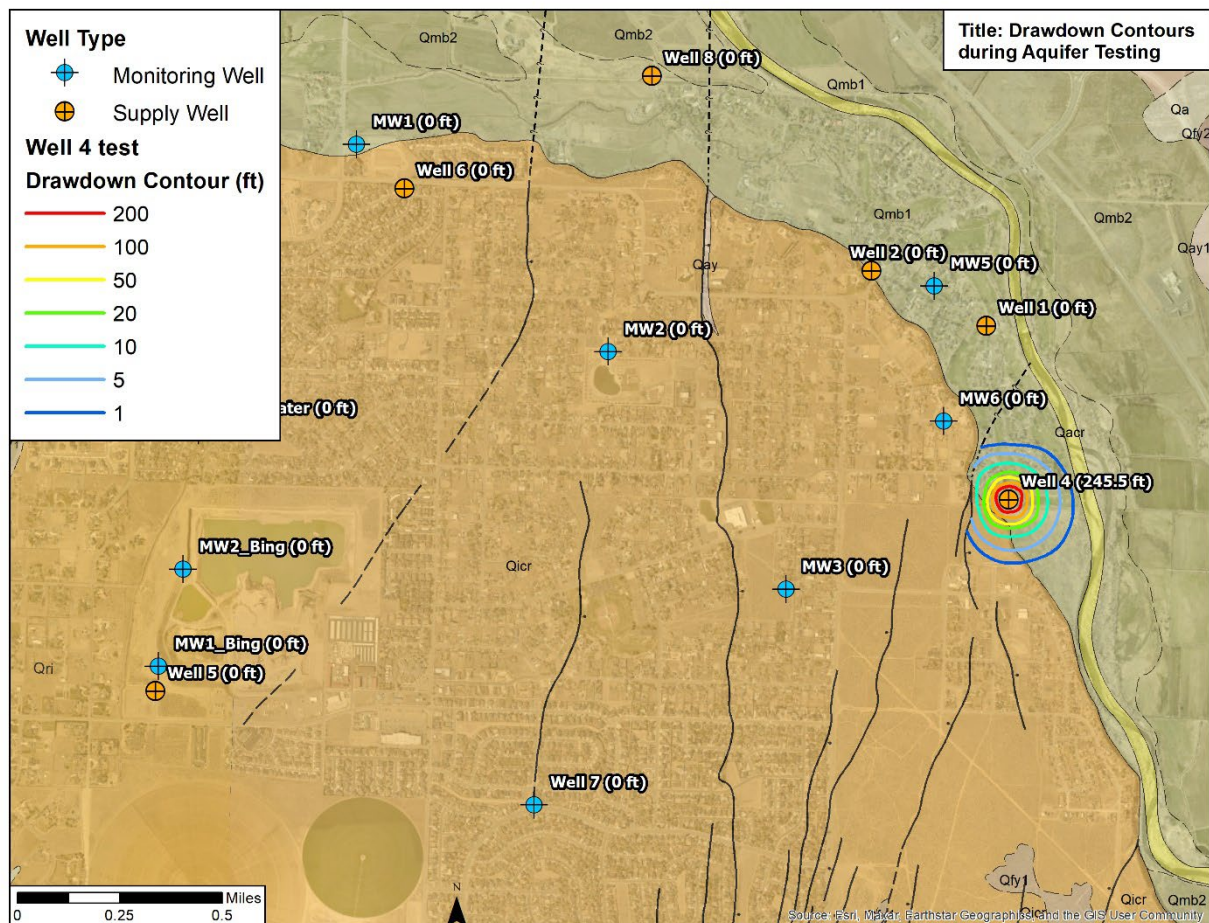 Well Type
Monitoring Well
Supply Well
Well 4 test
Drawdown Contour (ft)
200
100
50
20
10
5
1
Title: Drawdown Contours
during Aquifer Testing
Qmb2
Qmb2
Well 8 (0 ft)
Qmb1
Qa
Qfy2
MW1 (0 ft)
Well 6 (0 ft)
Qmb1
Qmb2
Qay1
Well 2 (0 ft)
Qay
MW5 (0 ft)
Well 1 (0 ft)
MW2 (0 ft)
MW6 (0 ft)
ater (0 ft)
Qacr
Well 4 (245.5 ft)
MW2_Bing (0 ft)
Qicr
MW3 (0 ft)
MW1_Bing (0 ft)
Qri
Well 5 (0 ft)
Well 7 (0 ft)
Qfy1
Qicr
Qmb2
Miles
0 0.25 0.5
N
Source: Esri, Maxar, Earthstar Geographics, and the GIS User Community